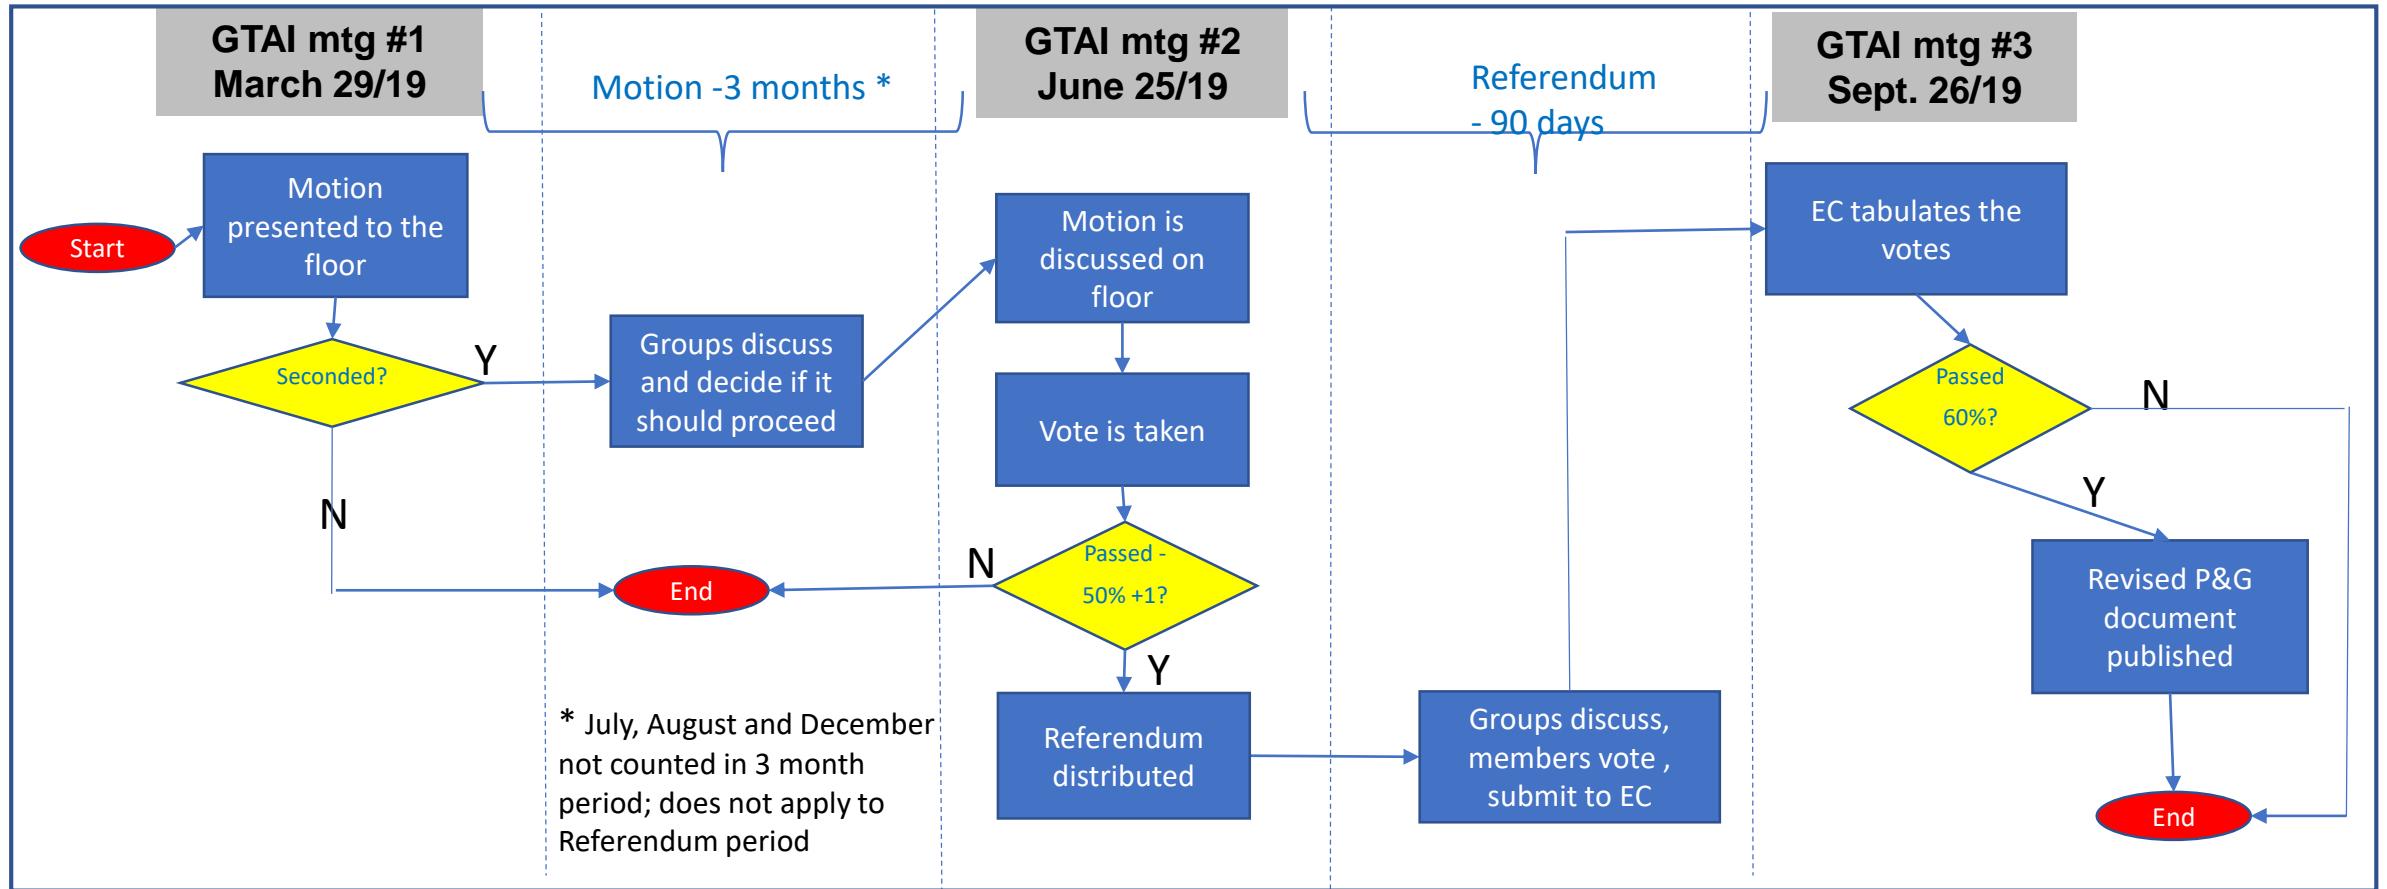 GTAI mtg #1
March 29/19
Motion -3 months *
GTAI mtg #2
June 25/19
Referendum
- 90 days
GTAI mtg #3
Sept. 26/19
Start
Motion
presented to the
floor
Seconded?
Y
N
Groups discuss
and decide if it
should proceed
End
* July, August and December
not counted in 3 month
period; does not apply to
Referendum period
Motion is
discussed on
floor
Vote is taken
Passed -
50% +1?
N
Y
Referendum
distributed
Groups discuss,
members vote ,
submit to EC
EC tabulates the
votes
Passed
60%?
N
Y
Revised P&G
document
published
End